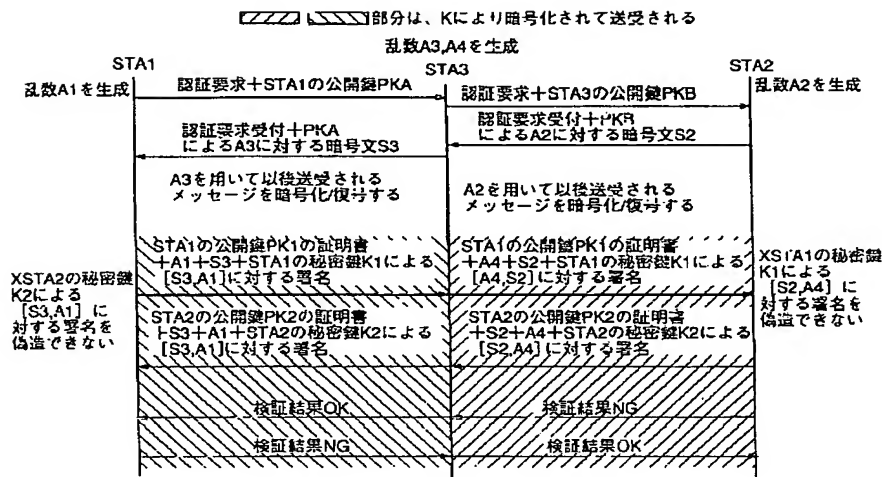 部分は、Kにより暗号化されて送受される
乱数A3,A4を生成
STA1
STA3
STA2
乱数A1を生成
認証要求+STA1の公開鍵PKA
認証要求+STA3の公開鍵PKB
乱数A2を生成
認証要求受付+PKA
によるA3に対する暗号文S3
認証要求受付+PKB
によるA2に対する暗号文S2
A3を用いて以後送受される
メッセージを暗号化/復号する
A2を用いて以後送受される
メッセージを暗号化/復号する
STA1の公開鍵PK1の証明書
+A1+S3+STA1の秘密鍵K1による
[S3,A1]に対する署名
STA1の公開鍵PK1の証明書
+A4+S2+STA1の秘密鍵K1による
[A4,S2]に対する署名
XSTA2の秘密鍵
K2による
[S3,A1]に
対する署名を
偽造できない
XSTA1の秘密鍵
K1による
[S2,A4]に
対する署名を
偽造できない
STA2の公開鍵PK2の証明書
+S3+A1+STA2の秘密鍵K2による
[S3,A1]に対する署名
STA2の公開鍵PK2の証明書
+S2+A4+STA2の秘密鍵K2による
[S2,A4]に対する署名
検証結果OK
検証結果NG
検証結果NG
検証結果OK